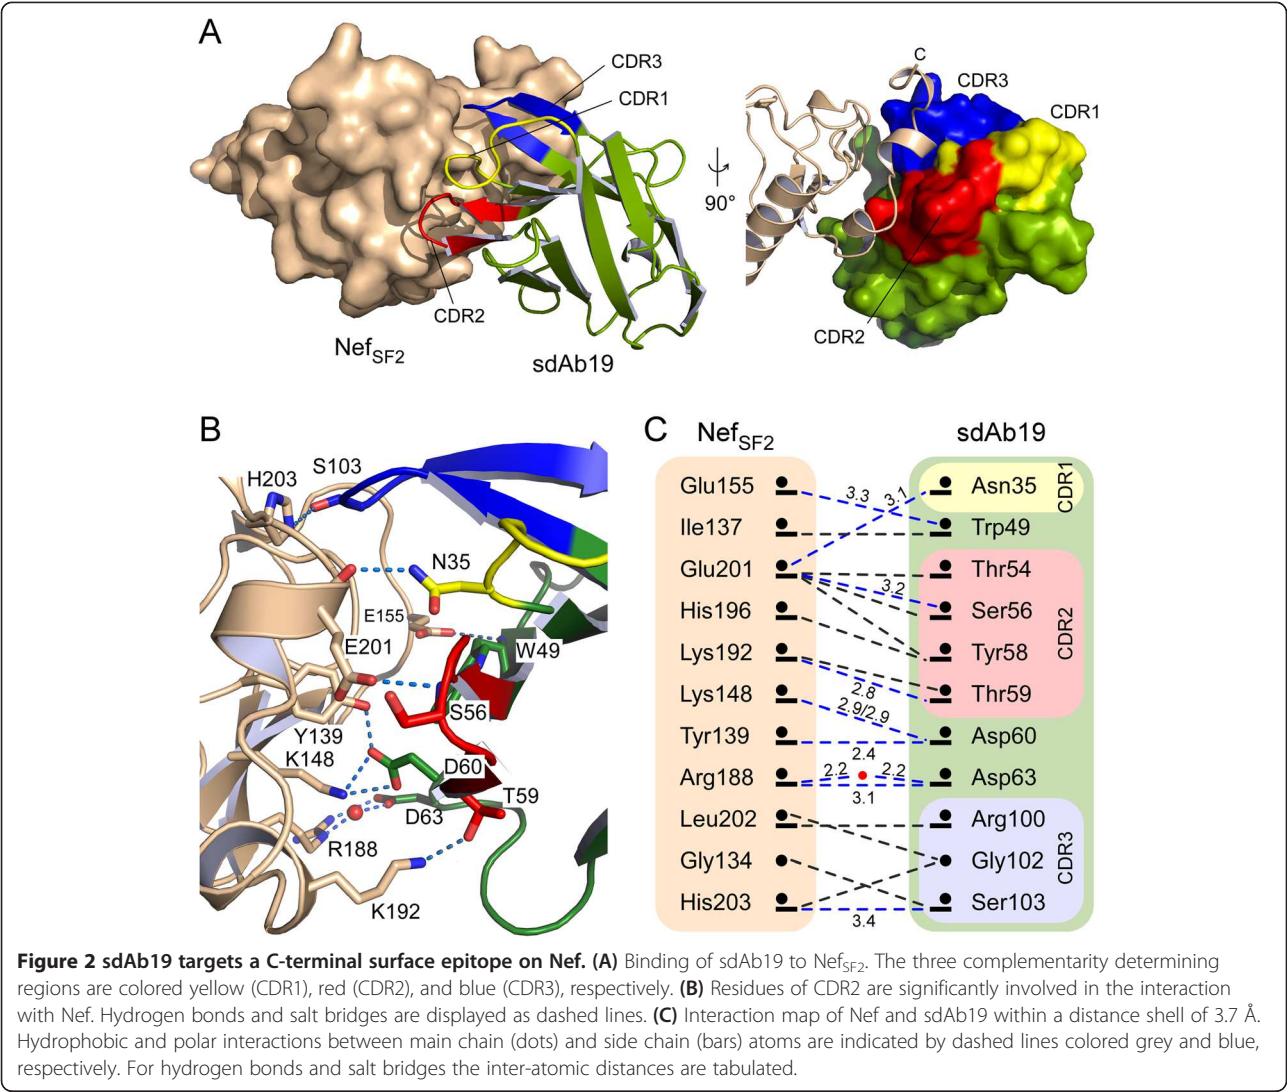 A
CDR3
CDR1
CDR2
Nef_SF2
sdAb19
90°
C
CDR3
CDR1
CDR2
B
H203
S103
N35
E155
E201
W49
S56
Y139
K148
D60
T59
D63
R188
K192
C
Nef_SF2
sdAb19
Glu155
3.3
3.1
Asn35
CDR1
Ile137
Trp49
Glu201
Thr54
His196
3.2
Ser56
CDR2
Lys192
Tyr58
Lys148
2.8
Thr59
2.9/2.9
Tyr139
Asp60
2.4
Arg188
2.2
2.2
Asp63
3.1
Leu202
Arg100
Gly134
Gly102
CDR3
His203
Ser103
3.4
Figure 2 sdAb19 targets a C-terminal surface epitope on Nef. (A) Binding of sdAb19 to Nef_SF2. The three complementarity determining
regions are colored yellow (CDR1), red (CDR2), and blue (CDR3), respectively. (B) Residues of CDR2 are significantly involved in the interaction
with Nef. Hydrogen bonds and salt bridges are displayed as dashed lines. (C) Interaction map of Nef and sdAb19 within a distance shell of 3.7 Å.
Hydrophobic and polar interactions between main chain (dots) and side chain (bars) atoms are indicated by dashed lines colored grey and blue,
respectively. For hydrogen bonds and salt bridges the inter-atomic distances are tabulated.